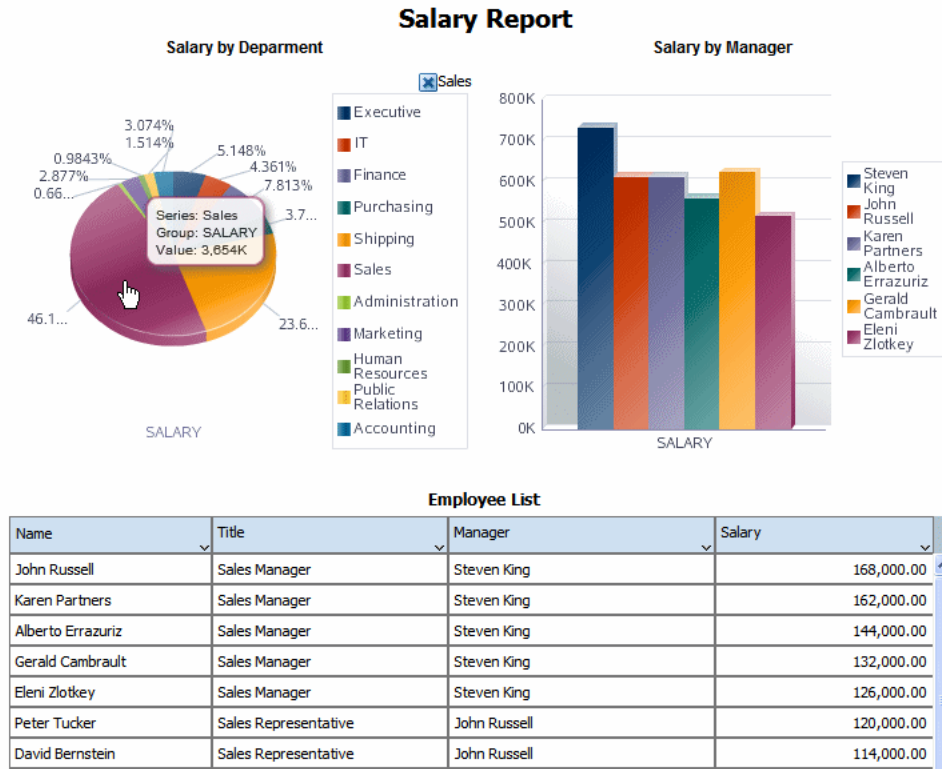 Salary Report
Salary by Deparment
Salary by Manager
Sales
3.074%
1.514%
0.9843%
2.877%
0.66...
5.148%
4.361%
7.813%
3.7...
46.1...
23.6...
Series: Sales
Group: SALARY
Value: 3,654K
SALARY
Executive
IT
Finance
Purchasing
Shipping
Sales
Administration
Marketing
Human
Resources
Public
Relations
Accounting
800K
700K
600K
500K
400K
300K
200K
100K
0K
SALARY
Steven
King
John
Russell
Karen
Partners
Alberto
Errazuriz
Gerald
Cambrault
Eleni
Zlotkey
Employee List
Name Title Manager Salary
John Russell Sales Manager Steven King 168,000.00
Karen Partners Sales Manager Steven King 162,000.00
Alberto Errazuriz Sales Manager Steven King 144,000.00
Gerald Cambrault Sales Manager Steven King 132,000.00
Eleni Zlotkey Sales Manager Steven King 126,000.00
Peter Tucker Sales Representative John Russell 120,000.00
David Bernstein Sales Representative John Russell 114,000.00